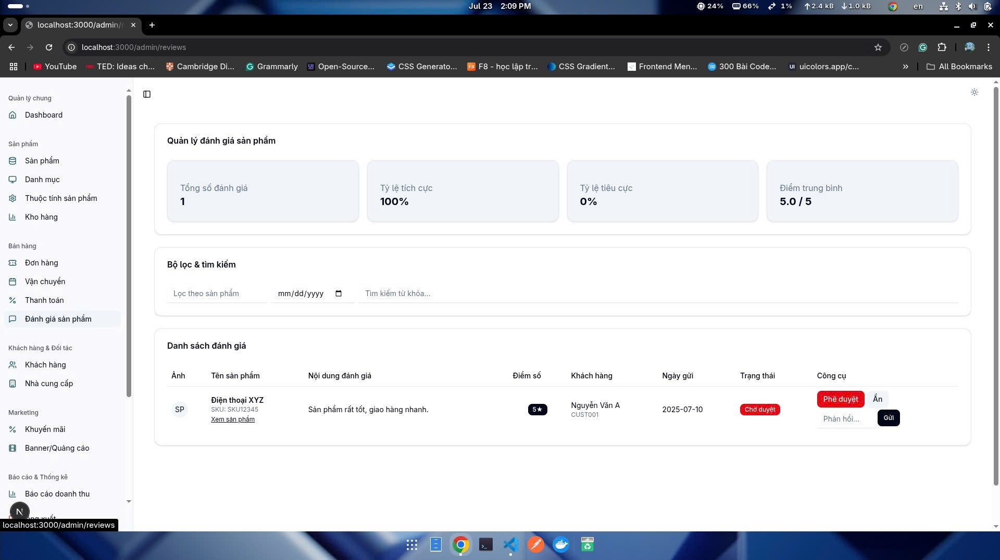 Jul 23 2:09 PM
24% 66% 1% 2.4 kB 1.0 kB en
localhost:3000/admin/r
localhost:3000/admin/reviews
YouTube
TED: Ideas ch...
Cambridge Di...
Grammarly
Open-Source...
CSS Generato...
F8 - học lập tr...
CSS Gradient...
Frontend Men...
300 Bài Code...
uicolors.app/c...
All Bookmarks
Quản lý chung
Dashboard
Sản phẩm
Sản phẩm
Danh mục
Thuộc tính sản phẩm
Kho hàng
Bán hàng
Đơn hàng
Vận chuyển
Thanh toán
Đánh giá sản phẩm
Khách hàng & Đối tác
Khách hàng
Nhà cung cấp
Marketing
Khuyến mãi
Banner/Quảng cáo
Báo cáo & Thống kê
Báo cáo doanh thu
N
localhost:3000/admin/reviews
Quản lý đánh giá sản phẩm
Tổng số đánh giá
1
Tỷ lệ tích cực
100%
Tỷ lệ tiêu cực
0%
Điểm trung bình
5.0 / 5
Bộ lọc & tìm kiếm
Lọc theo sản phẩm
mm/dd/yyyy
Tìm kiếm từ khóa...
Danh sách đánh giá
Ảnh Tên sản phẩm Nội dung đánh giá Điểm số Khách hàng Ngày gửi Trạng thái Công cụ
SP
Điện thoại XYZ
SKU: SKU12345
Xem sản phẩm
Sản phẩm rất tốt, giao hàng nhanh.
5★
Nguyễn Văn A
CUST001
2025-07-10
Chờ duyệt
Phê duyệt
Ẩn
Phản hồi...
Gửi